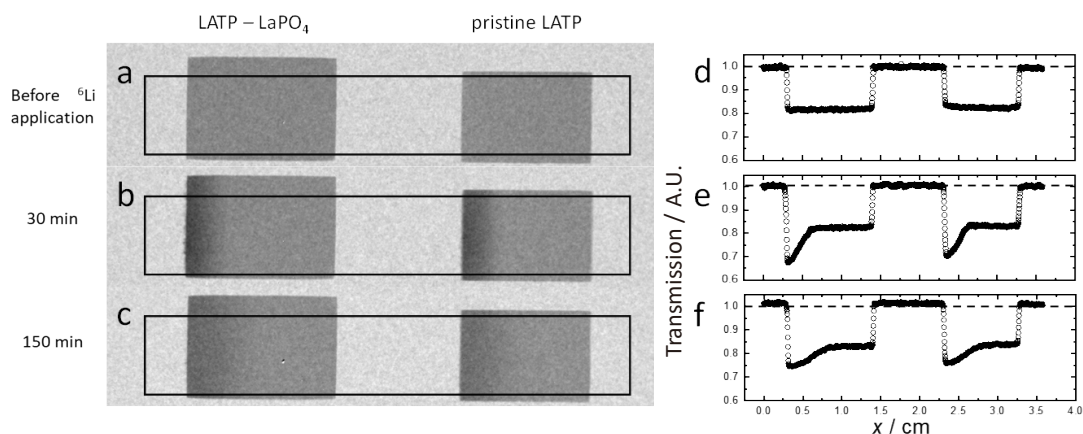 LATP – LaPO4
pristine LATP
a
Before ⁶Li
application
b
30 min
c
150 min
Transmission / A.U.
d
1.0
0.9
0.8
0.7
0.6
e
1.0
0.9
0.8
0.7
0.6
f
1.0
0.9
0.8
0.7
0.6
0.0 0.5 1.0 1.5 2.0 2.5 3.0 3.5 4.0
x / cm